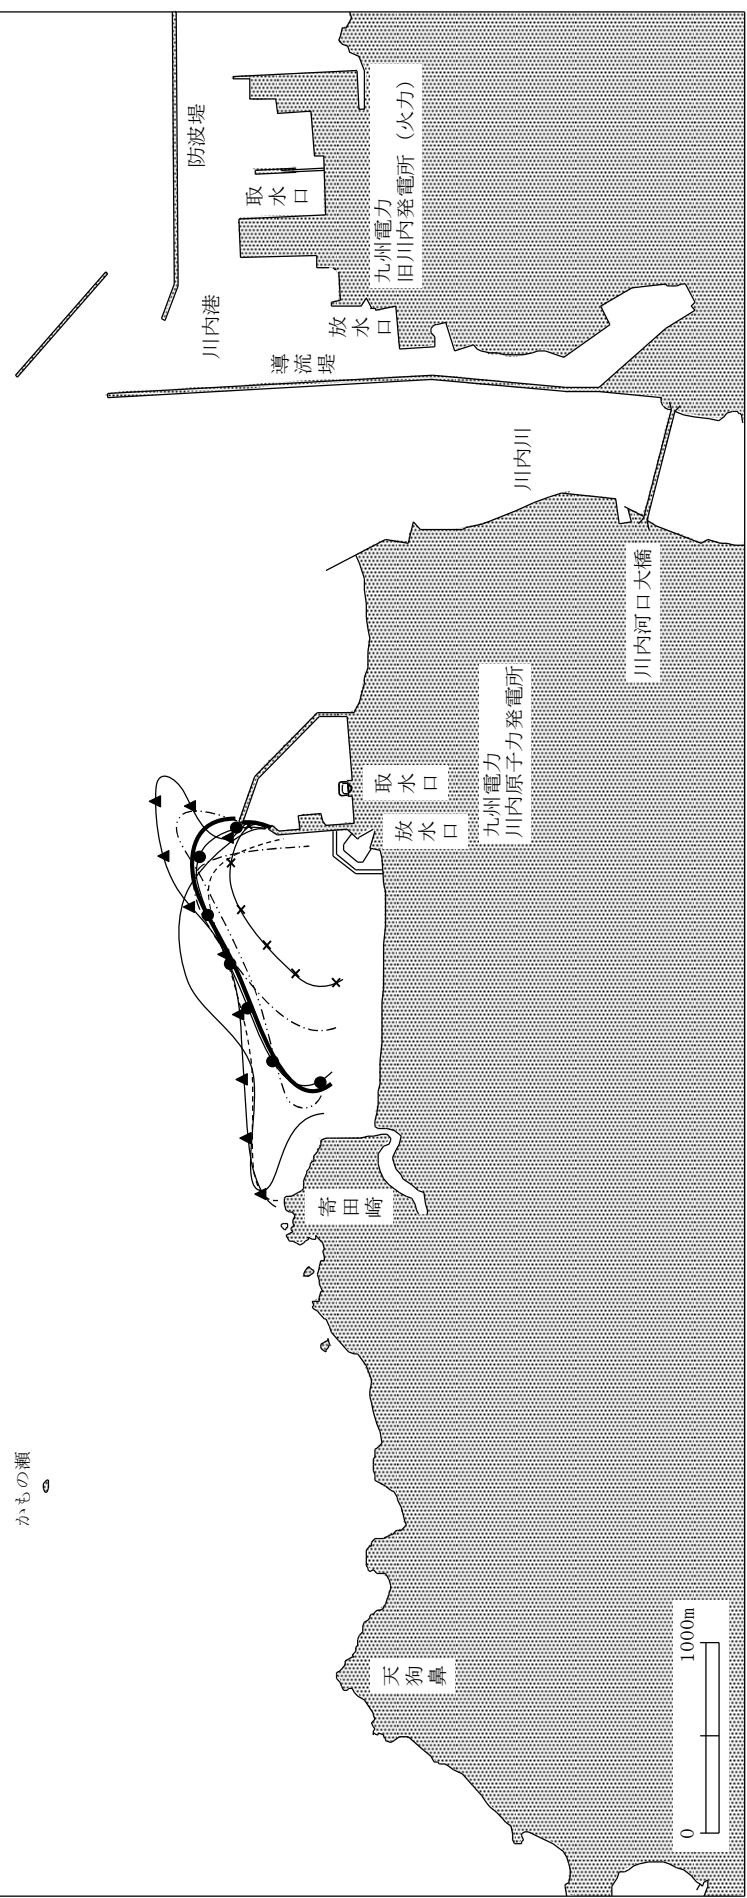 かもの瀬
天狗鼻
0 1000m
寄田崎
放水口
取水口
九州電力
川内原子力発電所
川内河口大橋
川内川
導流堤
川内港
放水口
九州電力
旧川内発電所(火力)
取水口
防波堤